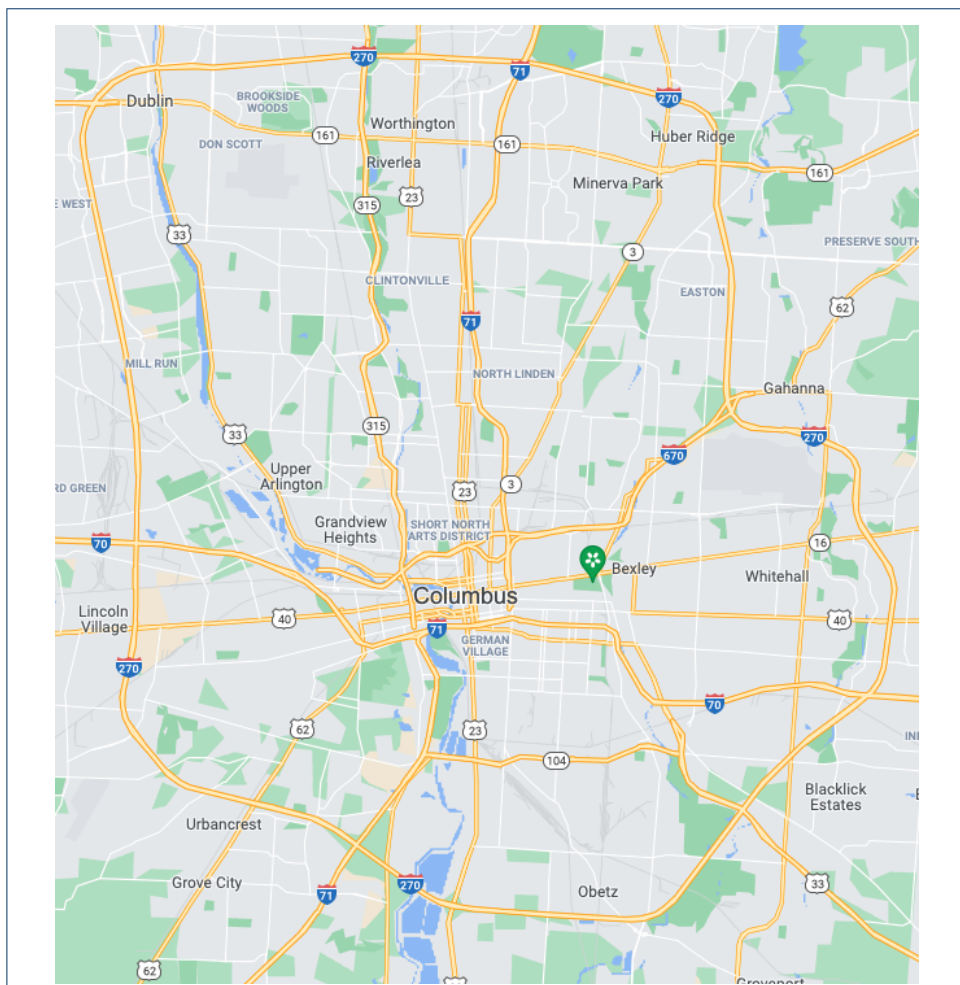 270
71
Dublin
BROOKSIDE
WOODS
270
161
Worthington
Huber Ridge
DON SCOTT
161
Riverlea
161
Minerva Park
23
315
E WEST
33
3
PRESERVE SOUTH
CLINTONVILLE
EASTON
62
71
MILL RUN
NORTH LINDEN
Gahanna
315
33
270
670
Upper
Arlington
RD GREEN
23
3
Grandview
Heights
SHORT NORTH
ARTS DISTRICT
70
16
Bexley
Whitehall
Columbus
Lincoln
Village
40
40
71
GERMAN
VILLAGE
270
70
62
23
104
Blacklick
Estates
Urbancrest
Grove City
270
33
71
Obetz
62
Groveport